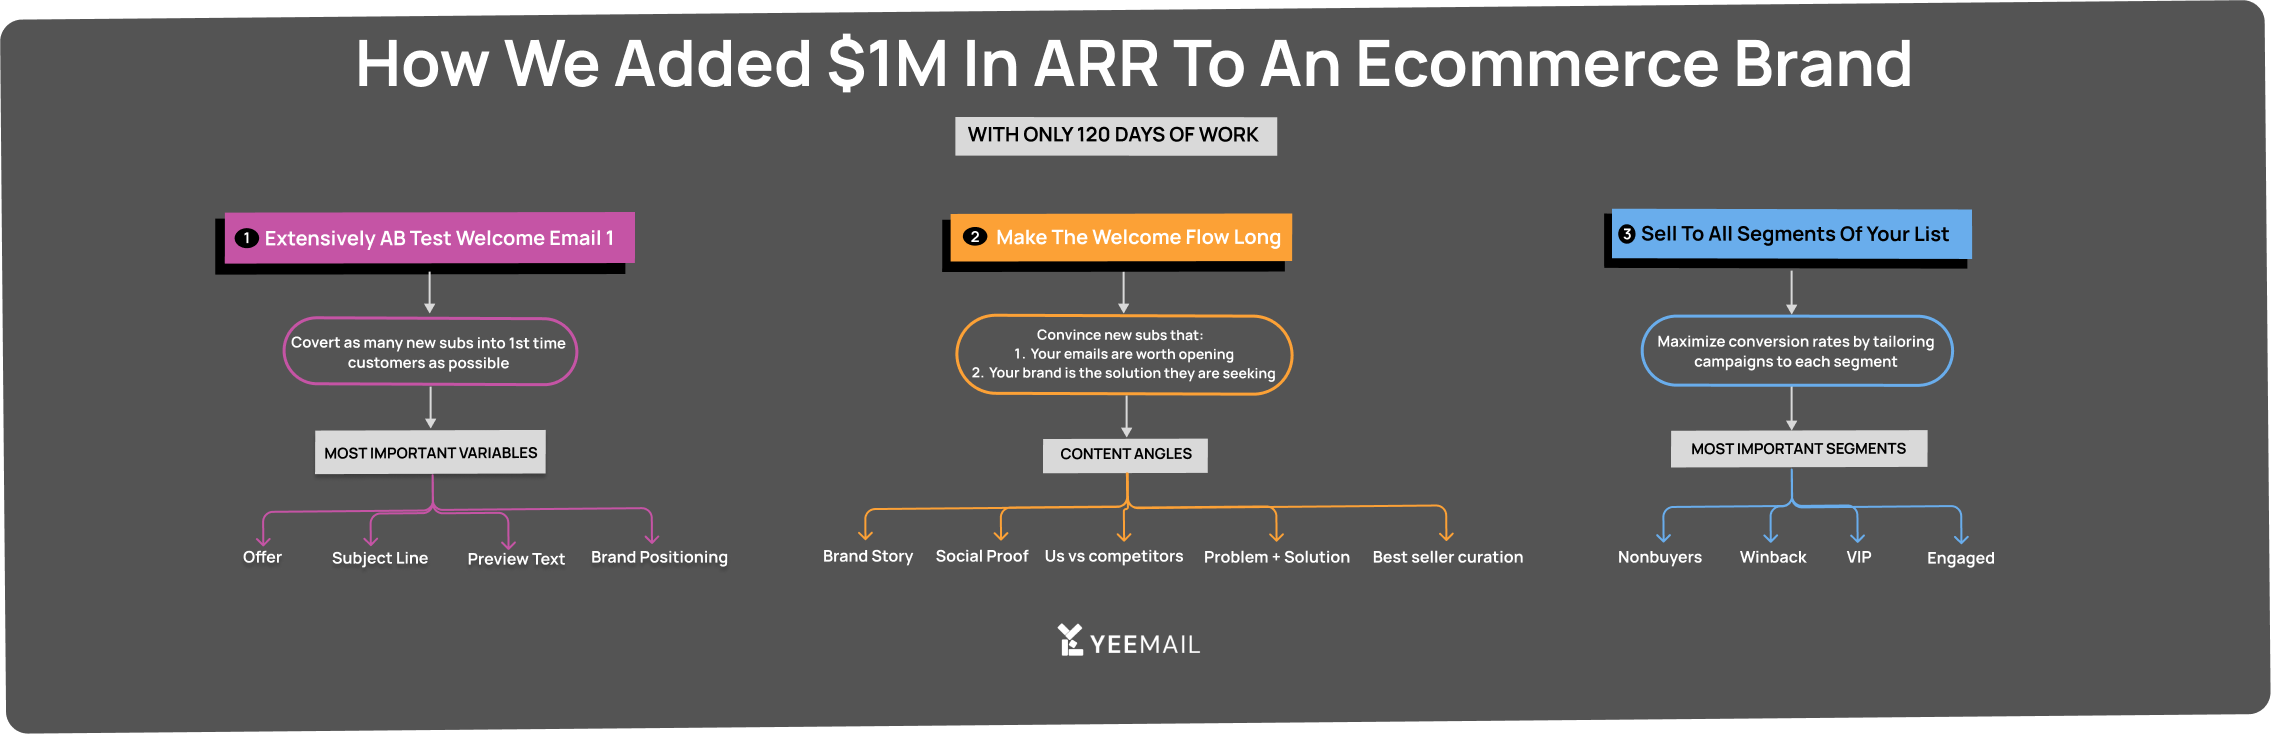 How We Added $1M In ARR To An Ecommerce Brand
WITH ONLY 120 DAYS OF WORK
1 Extensively AB Test Welcome Email 1
Covert as many new subs into 1st time
customers as possible
MOST IMPORTANT VARIABLES
Offer
Subject Line
Preview Text
Brand Positioning
2 Make The Welcome Flow Long
Convince new subs that:
1. Your emails are worth opening
2. Your brand is the solution they are seeking
CONTENT ANGLES
Brand Story
Social Proof
Us vs competitors
Problem + Solution
Best seller curation
3 Sell To All Segments Of Your List
Maximize conversion rates by tailoring
campaigns to each segment
MOST IMPORTANT SEGMENTS
Nonbuyers
Winback
VIP
Engaged
YEEMAIL